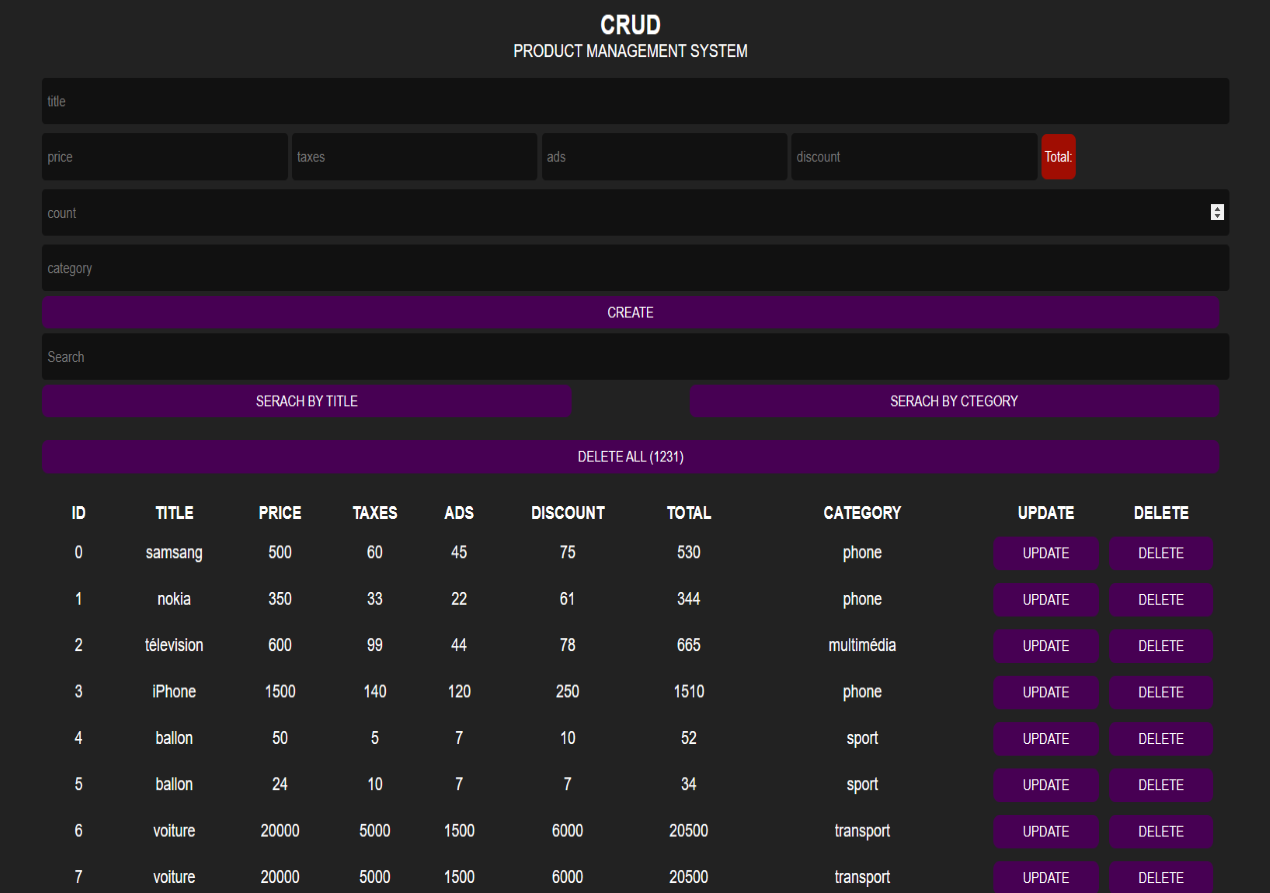 CRUD
PRODUCT MANAGEMENT SYSTEM
title
price taxes ads discount Total:
count
category
CREATE
Search
SERACH BY TITLE SERACH BY CTEGORY
DELETE ALL (1231)
ID TITLE PRICE TAXES ADS DISCOUNT TOTAL CATEGORY UPDATE DELETE
0 samsang 500 60 45 75 530 phone UPDATE DELETE
1 nokia 350 33 22 61 344 phone UPDATE DELETE
2 télevision 600 99 44 78 665 multimédia UPDATE DELETE
3 iPhone 1500 140 120 250 1510 phone UPDATE DELETE
4 ballon 50 5 7 10 52 sport UPDATE DELETE
5 ballon 24 10 7 7 34 sport UPDATE DELETE
6 voiture 20000 5000 1500 6000 20500 transport UPDATE DELETE
7 voiture 20000 5000 1500 6000 20500 transport UPDATE DELETE